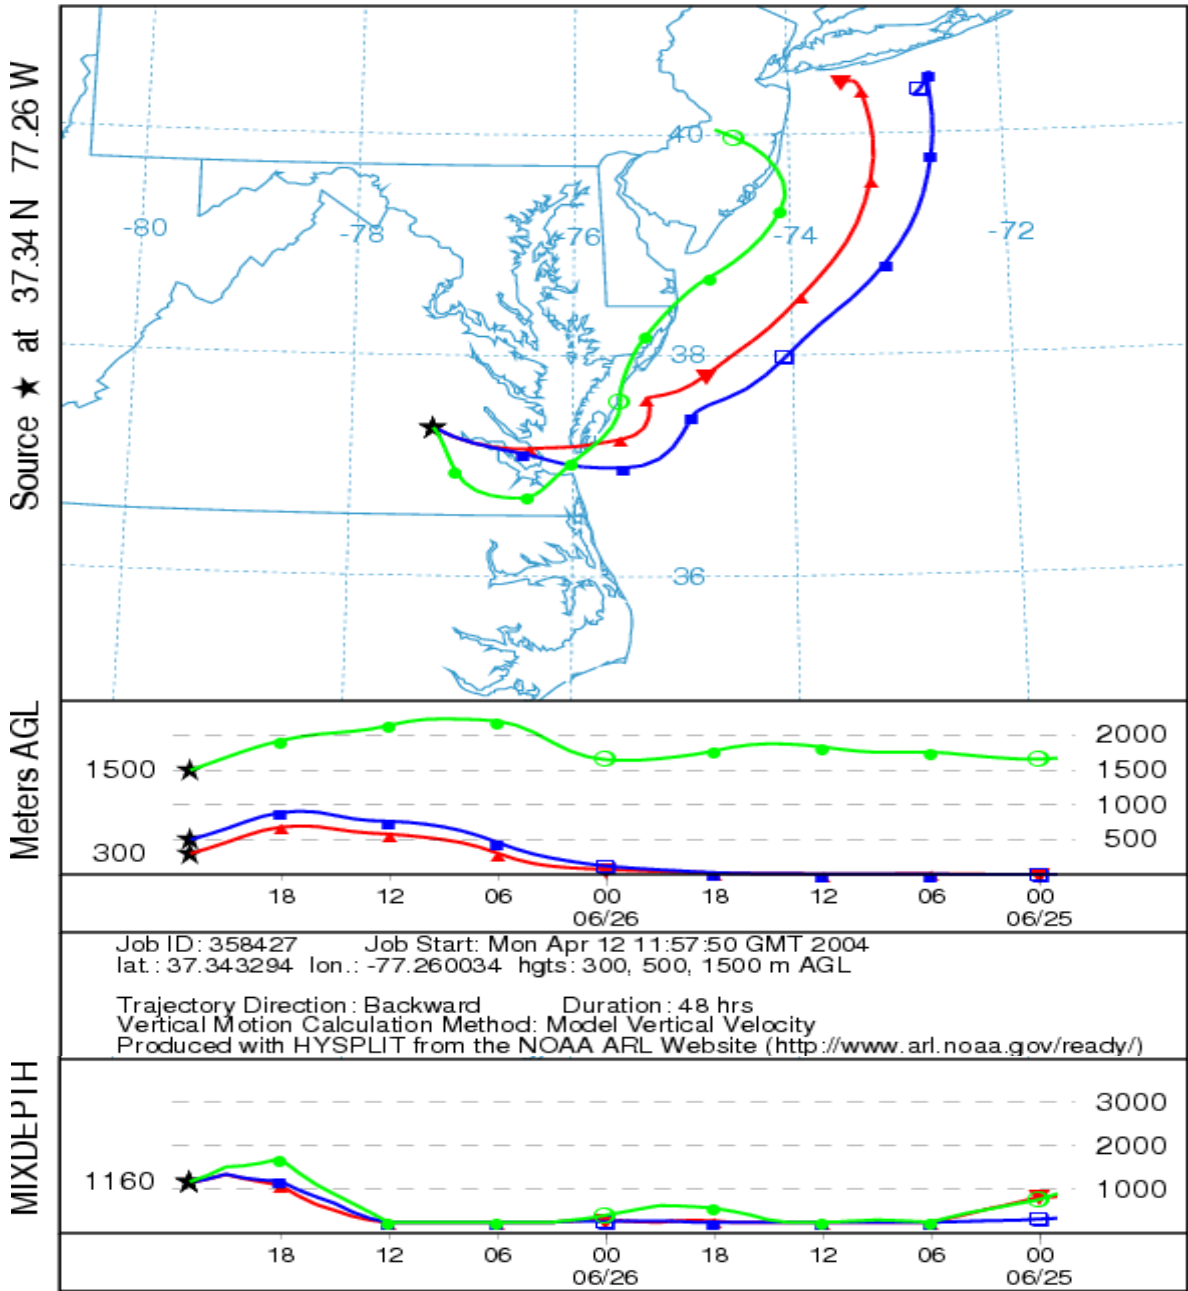 Source ★ at 37.34 N 77.26 W
40
-80
-78
-76
-74
-72
38
36
Meters AGL
2000
1500
1500
1000
500
300
18 12 06 00 18 12 06 00
06/26 06/25
Job ID: 358427 Job Start: Mon Apr 12 11:57:50 GMT 2004
lat.: 37.343294 lon.: -77.260034 hgts: 300, 500, 1500 m AGL
Trajectory Direction: Backward Duration: 48 hrs
Vertical Motion Calculation Method: Model Vertical Velocity
Produced with HYSPLIT from the NOAA ARL Website (http://www.arl.noaa.gov/ready/)
MIXDEPTH
3000
2000
1160
1000
18 12 06 00 18 12 06 00
06/26 06/25